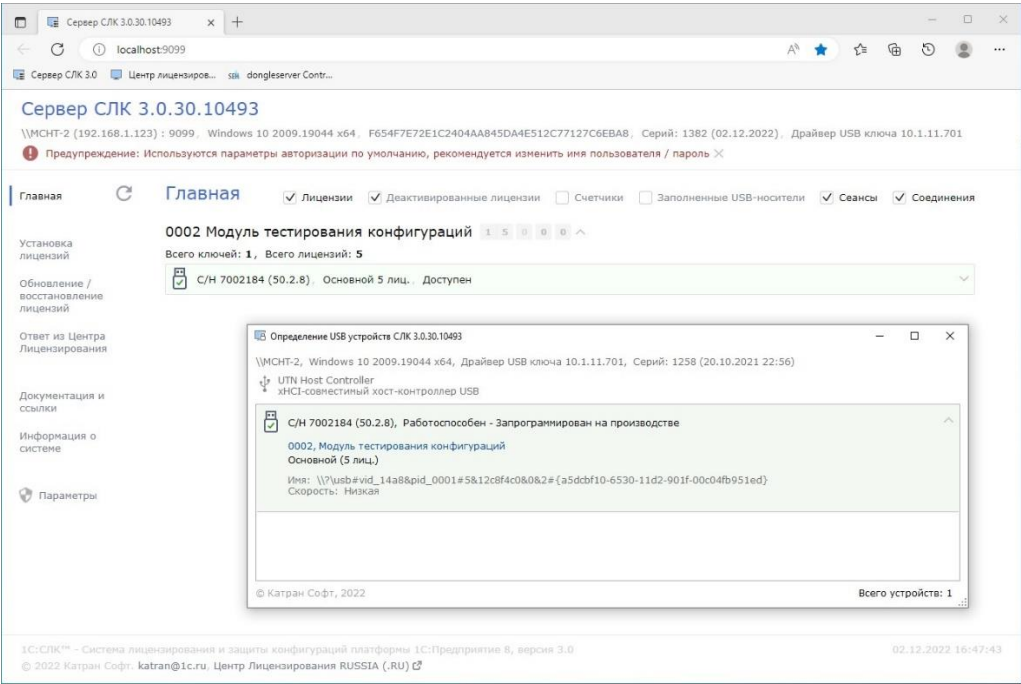 Сервер СЛК 3.0.30.10493
localhost:9099
Сервер СЛК 3.0 Центр лицензиров... seh dongleserver Contr...
Сервер СЛК 3.0.30.10493
\\МСНТ-2 (192.168.1.123) : 9099, Windows 10 2009.19044 x64, F654F7E72E1C2404AA845DA4E512C77127C6EBA8, Серий: 1382 (02.12.2022), Драйвер USB ключа 10.1.11.701
Предупреждение: Используются параметры авторизации по умолчанию, рекомендуется изменить имя пользователя / пароль
Главная
Главная
Лицензии Деактивированные лицензии Счетчики Заполненные USB-носители Сеансы Соединения
0002 Модуль тестирования конфигураций 1 5 0 0 0
Всего ключей: 1, Всего лицензий: 5
С/Н 7002184 (50.2.8), Основной 5 лиц., Доступен
Установка
лицензий
Обновление /
восстановление
лицензий
Ответ из Центра
Лицензирования
Документация и
ссылки
Информация о
системе
Параметры
Определение USB устройств СЛК 3.0.30.10493
\\МСНТ-2, Windows 10 2009.19044 x64, Драйвер USB ключа 10.1.11.701, Серий: 1258 (20.10.2021 22:56)
UTN Host Controller
xHCI-совместимый хост-контроллер USB
С/Н 7002184 (50.2.8), Работоспособен - Запрограммирован на производстве
0002, Модуль тестирования конфигураций
Основной (5 лиц.)
Имя: \\?\usb#vid_14a8&pid_0001#5&12c8f4c0&0&2#{a5dcbf10-6530-11d2-901f-00c04fb951ed}
Скорость: Низкая
© Катран Софт, 2022
Всего устройств: 1
1С:СЛК™ - Система лицензирования и защиты конфигураций платформы 1С:Предприятие 8, версия 3.0
02.12.2022 16:47:43
© 2022 Катран Софт. katran@1c.ru, Центр Лицензирования RUSSIA (.RU)